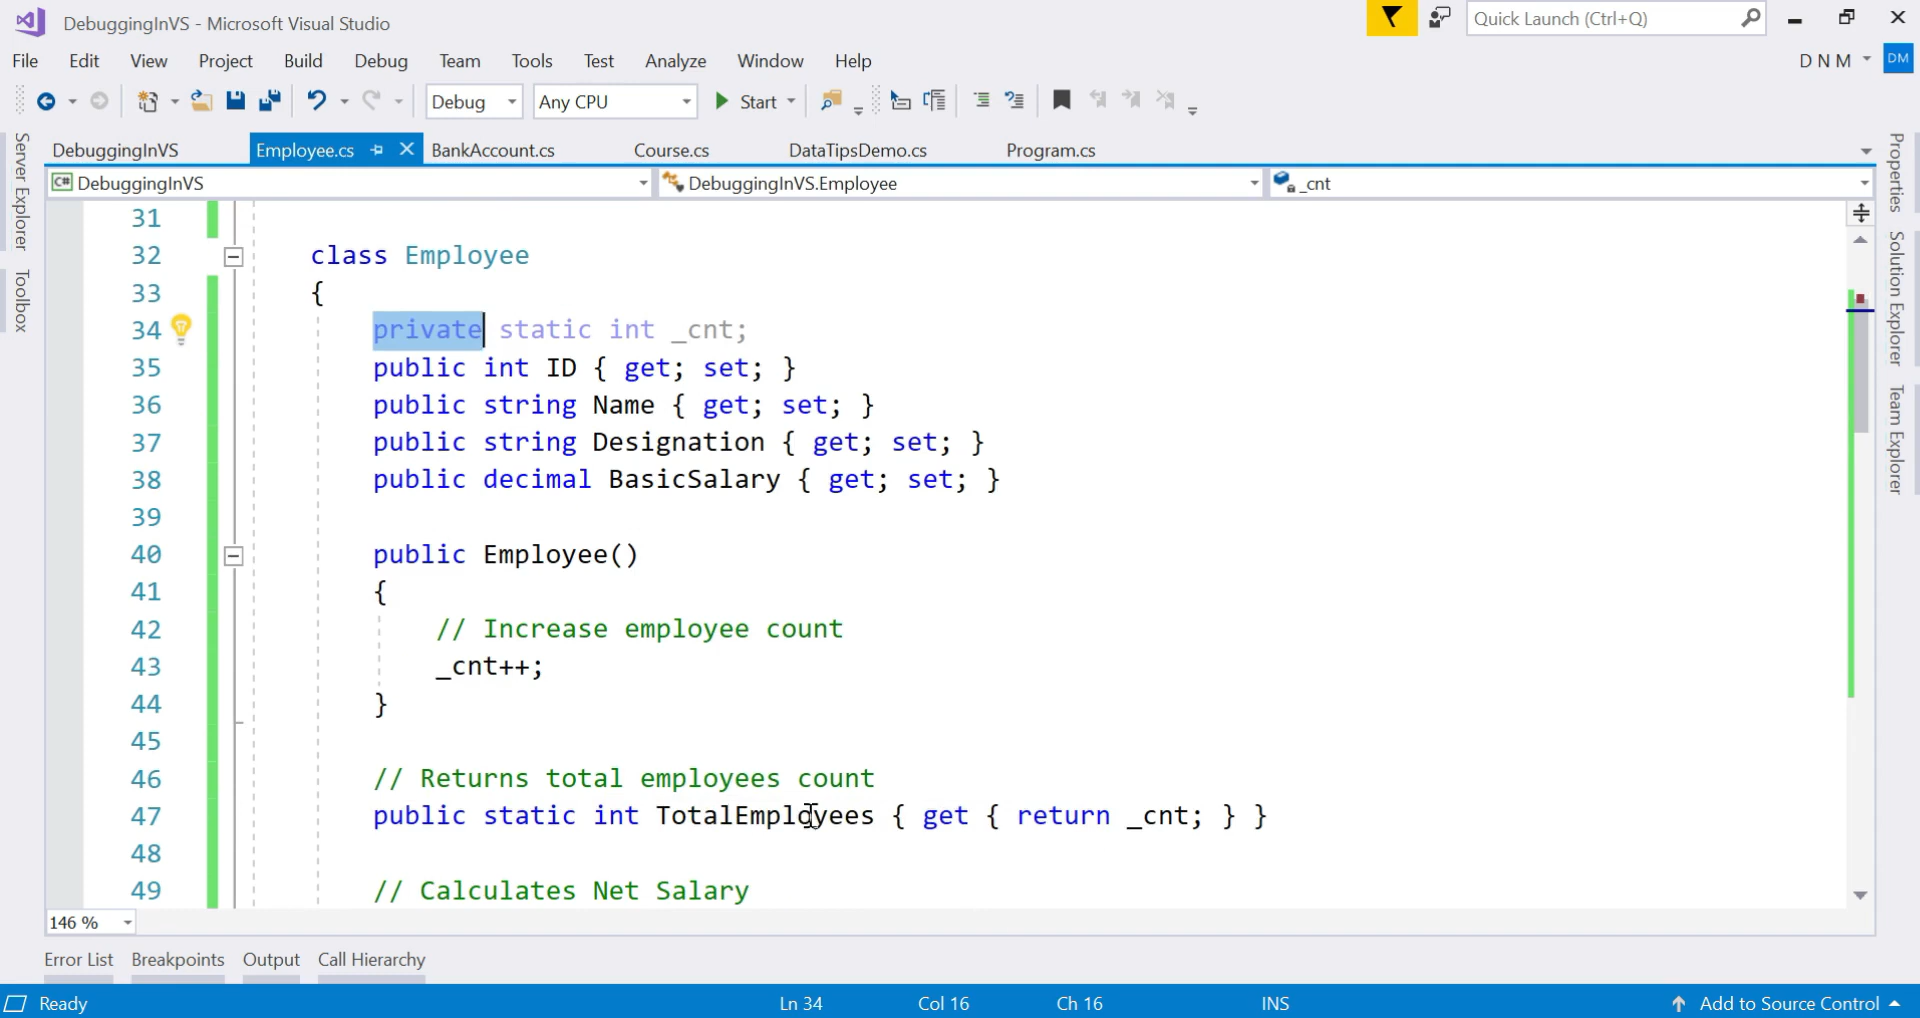 DebuggingInVS - Microsoft Visual Studio
Quick Launch (Ctrl+Q)
File Edit View Project Build Debug Team Tools Test Analyze Window Help
D N M DM
Debug Any CPU Start
DebuggingInVS Employee.cs BankAccount.cs Course.cs DataTipsDemo.cs Program.cs
C# DebuggingInVS DebuggingInVS.Employee _cnt
Server Explorer
Toolbox
31
32 class Employee
33 {
34 private static int _cnt;
35 public int ID { get; set; }
36 public string Name { get; set; }
37 public string Designation { get; set; }
38 public decimal BasicSalary { get; set; }
39
40 public Employee()
41 {
42 // Increase employee count
43 _cnt++;
44 }
45
46 // Returns total employees count
47 public static int TotalEmployees { get { return _cnt; } }
48
49 // Calculates Net Salary
Properties
Solution Explorer
Team Explorer
146 %
Error List Breakpoints Output Call Hierarchy
Ready Ln 34 Col 16 Ch 16 INS Add to Source Control